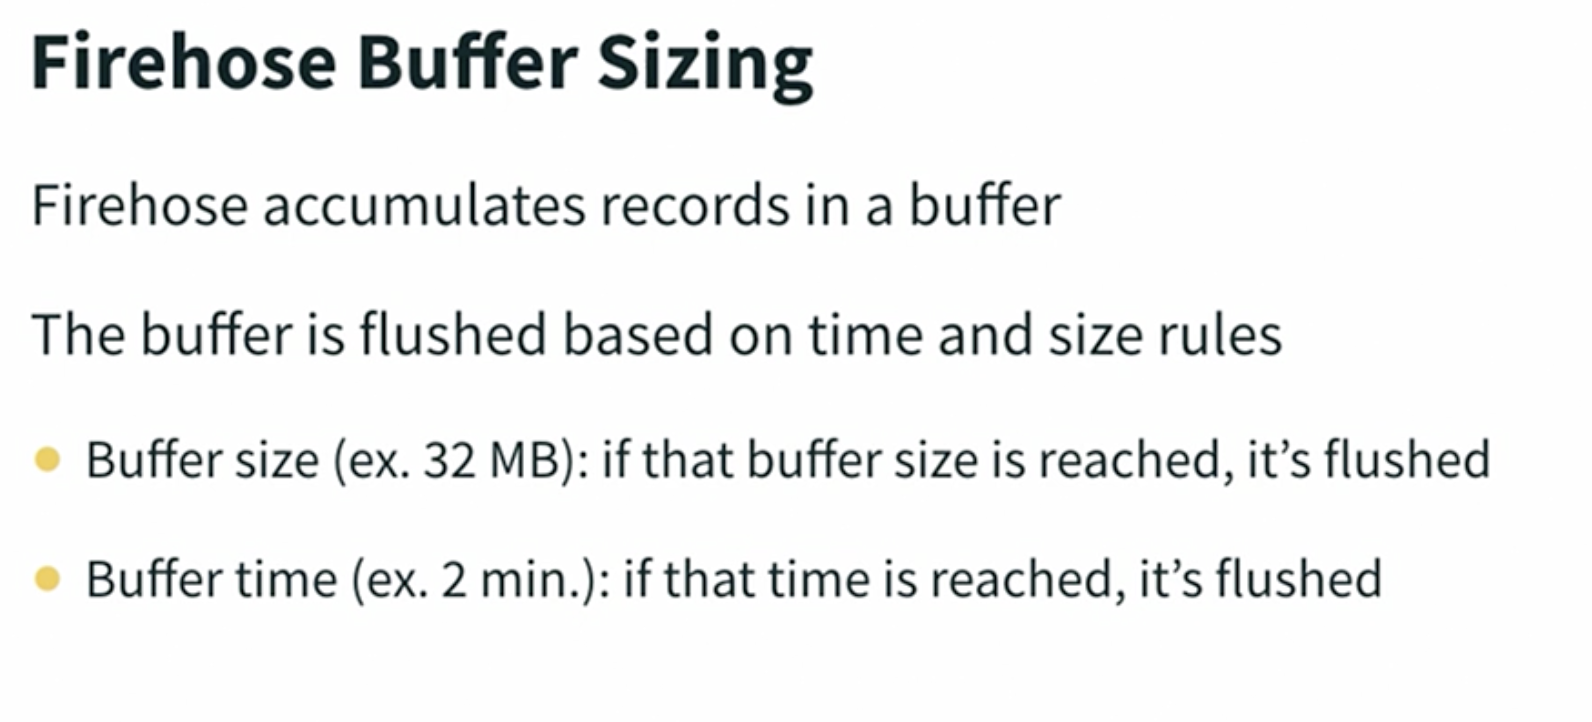 Firehose Buffer Sizing
Firehose accumulates records in a buffer
The buffer is flushed based on time and size rules
Buffer size (ex. 32 MB): if that buffer size is reached, it’s flushed
Buffer time (ex. 2 min.): if that time is reached, it’s flushed